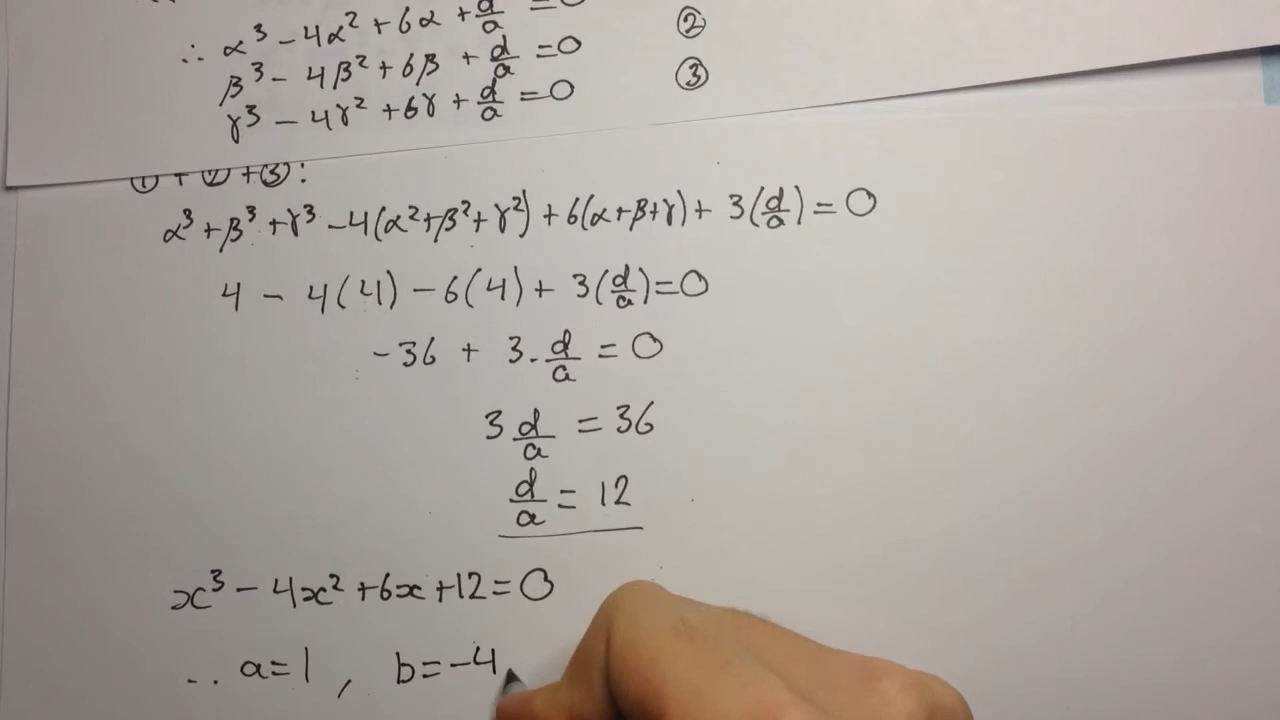 ∴ α³ - 4α² + 6α + d/a = 0
β³ - 4β² + 6β + d/a = 0 ②
γ³ - 4γ² + 6γ + d/a = 0 ③
① + ② + ③ :
α³ + β³ + γ³ - 4(α² + β² + γ²) + 6(α + β + γ) + 3(d/a) = 0
4 - 4(4) - 6(4) + 3(d/a) = 0
-36 + 3 · d/a = 0
3 d/a = 36
d/a = 12
x³ - 4x² + 6x + 12 = 0
∴ a = 1 , b = -4